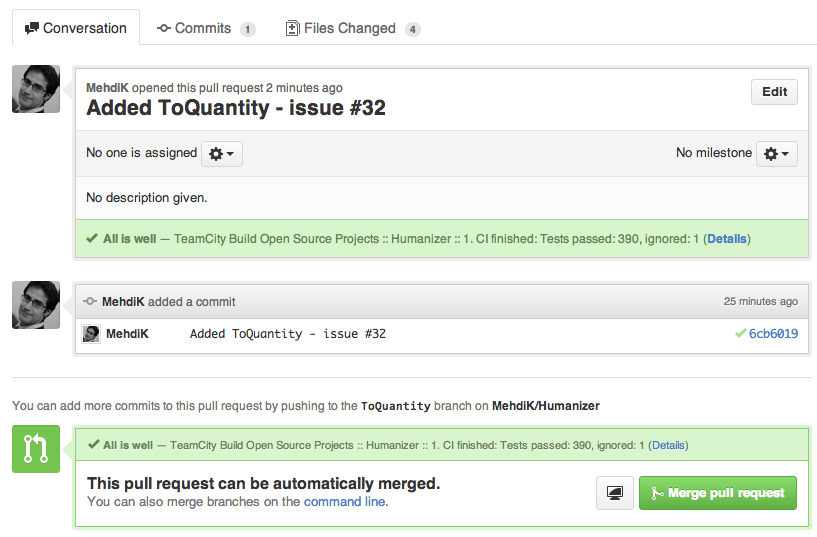 Conversation Commits 1 Files Changed 4
MehdiK opened this pull request 2 minutes ago
Added ToQuantity - issue #32
Edit
No one is assigned No milestone
No description given.
All is well — TeamCity Build Open Source Projects :: Humanizer :: 1. CI finished: Tests passed: 390, ignored: 1 (Details)
MehdiK added a commit 25 minutes ago
MehdiK Added ToQuantity - issue #32 6cb6019
You can add more commits to this pull request by pushing to the ToQuantity branch on MehdiK/Humanizer
All is well — TeamCity Build Open Source Projects :: Humanizer :: 1. CI finished: Tests passed: 390, ignored: 1 (Details)
This pull request can be automatically merged.
You can also merge branches on the command line.
Merge pull request